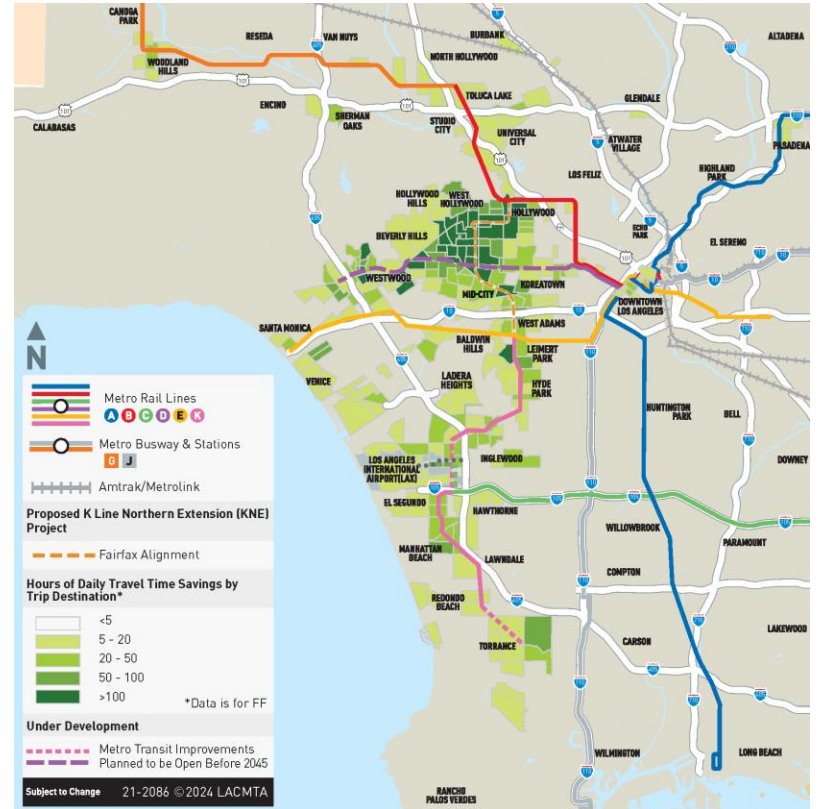 CANOGA
PARK
RESEDA
VAN NUYS
BURBANK
ALTADENA
NORTH HOLLYWOOD
WOODLAND
HILLS
TOLUCA LAKE
GLENDALE
ENCINO
SHERMAN
OAKS
STUDIO
CITY
CALABASAS
UNIVERSAL
CITY
ATWATER
VILLAGE
PASADENA
HIGHLAND
PARK
LOS FELIZ
HOLLYWOOD
HILLS
WEST
HOLLYWOOD
HOLLYWOOD
BEVERLY HILLS
ECHO
PARK
EL SERENO
WESTWOOD
KOREATOWN
MID-CITY
DOWNTOWN
LOS ANGELES
SANTA MONICA
WEST ADAMS
BALDWIN
HILLS
LEIMERT
PARK
VENICE
LADERA
HEIGHTS
HYDE
PARK
HUNTINGTON
PARK
BELL
LOS ANGELES
INTERNATIONAL
AIRPORT(LAX)
INGLEWOOD
DOWNEY
EL SEGUNDO
HAWTHORNE
WILLOWBROOK
PARAMOUNT
MANHATTAN
BEACH
LAWNDALE
COMPTON
REDONDO
BEACH
LAKEWOOD
TORRANCE
CARSON
WILMINGTON
LONG BEACH
RANCHO
PALOS VERDES
101
101
101
101
101
N
Metro Rail Lines
A B C D E K
Metro Busway & Stations
G J
Amtrak/Metrolink
Proposed K Line Northern Extension (KNE)
Project
Fairfax Alignment
Hours of Daily Travel Time Savings by
Trip Destination*
<5
5 - 20
20 - 50
50 - 100
>100
*Data is for FF
Under Development
Metro Transit Improvements
Planned to be Open Before 2045
Subject to Change 21-2086 ©2024 LACMTA